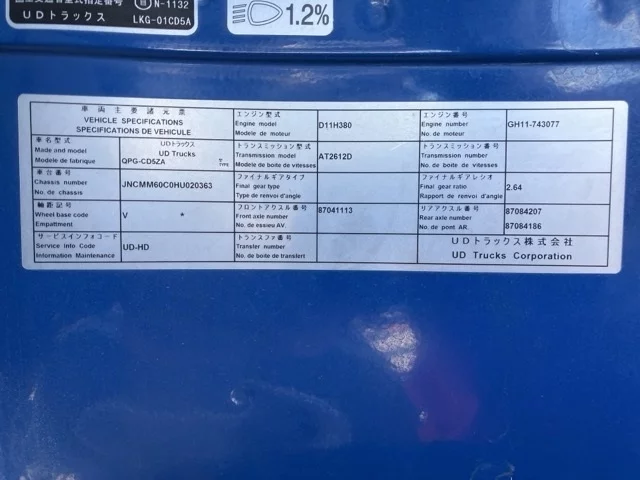 N-1132
UDトラックス LKG-01CD5A
1.2%
車両主要諸元票
VEHICLE SPECIFICATIONS
SPECIFICATIONS DE VEHICULE
車名型式
Made and model
Modele de fabrique
UDトラックス
UD Trucks
QPG-CD5ZA
TYPE
車台番号
Chassis number
No. de chassis
JNCMM60C0HU020363
軸距記号
Wheel base code
Empattment
V *
サービスインフォコード
Service Info Code
Information Maintenance
UD-HD
エンジン型式
Engine model
Modele de moteur
D11H380
トランスミッション型式
Transmission model
Modele de boite de vitesses
AT2612D
ファイナルギアタイプ
Final gear type
Type de renvoi d'angle
フロントアクスル番号
Front axle number
No. de essieu AV.
87041113
トランスファ番号
Transfer number
No. de boite de transfert
エンジン番号
Engine number
No. de moteur
GH11-743077
トランスミッション番号
Transmission number
No. de boite de vitesses
ファイナルギアレシオ
Final gear ratio
Rapport de renvoi d'angle
2.64
リアアクスル番号
Rear axle number
No. de pont AR.
87084207
87084186
UDトラックス株式会社
UD Trucks Corporation